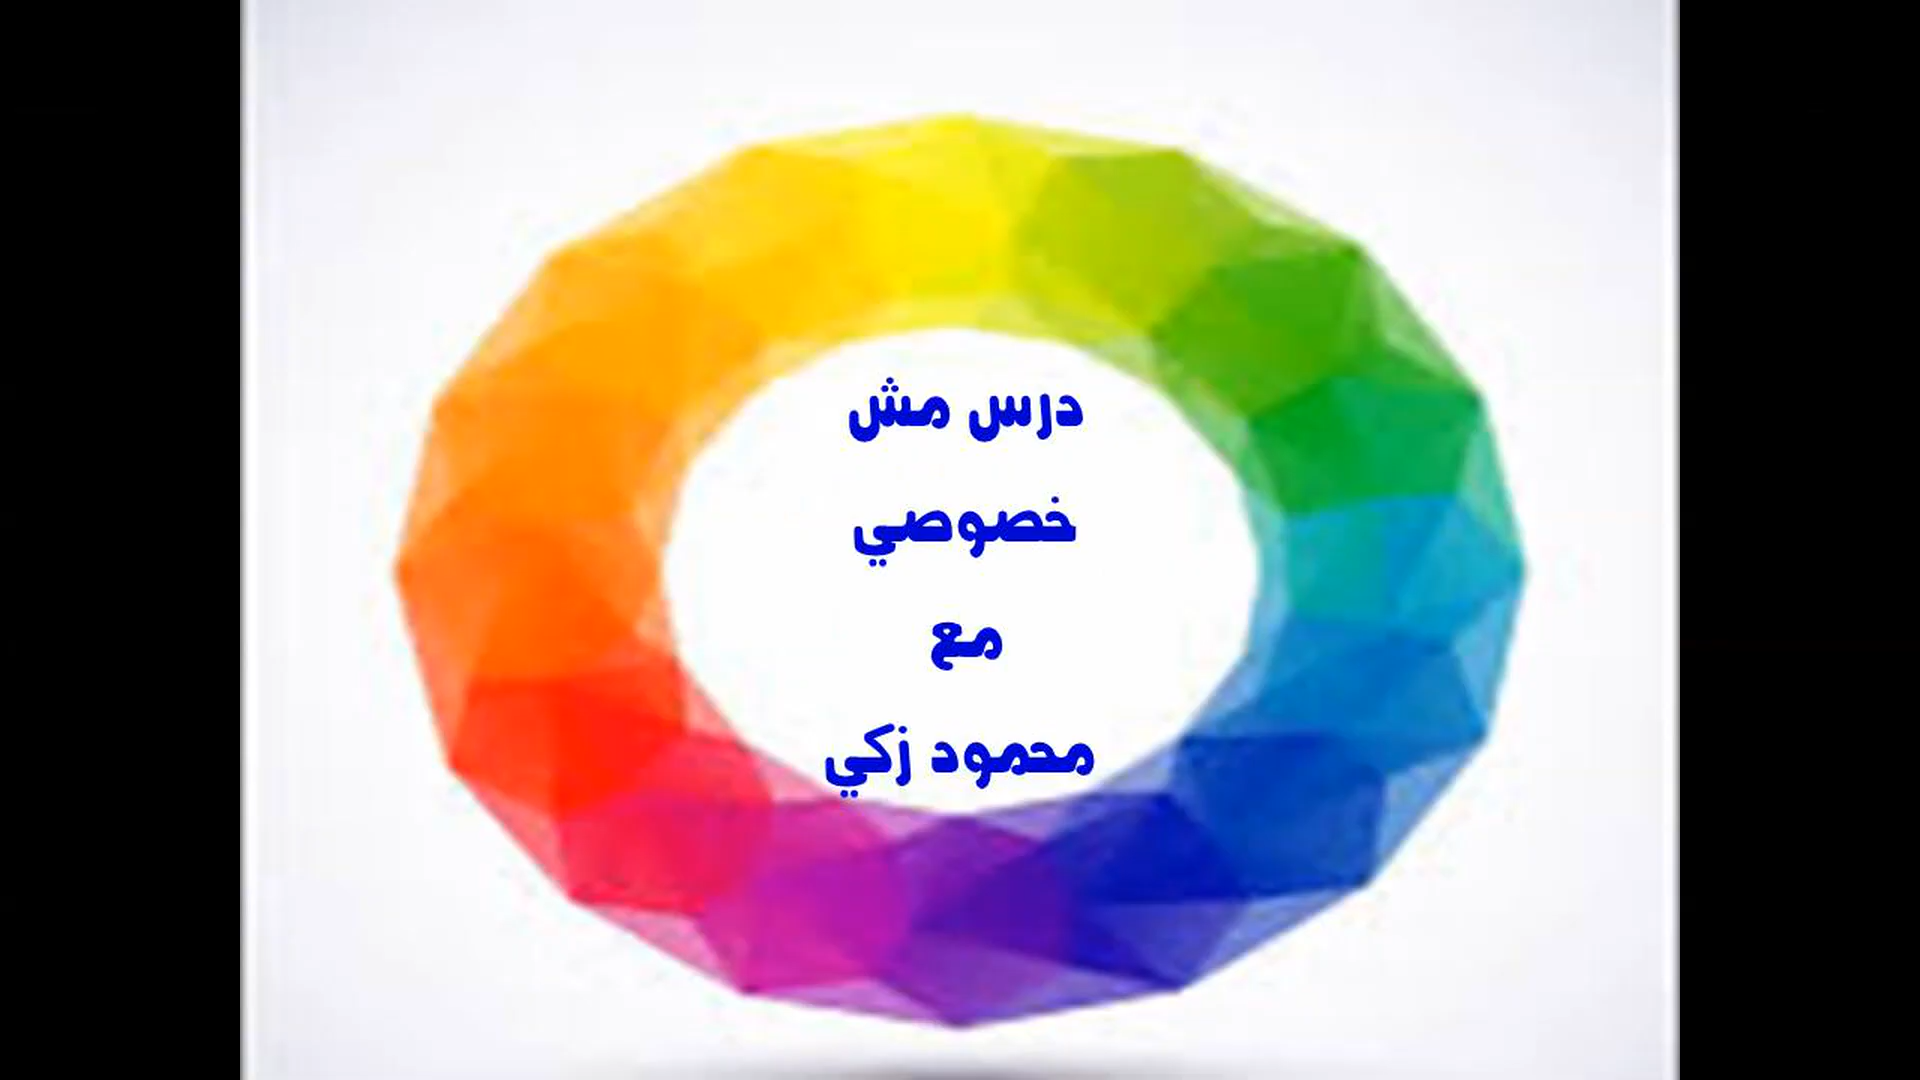 درس مش
خصوصي
مع
محمود زكي